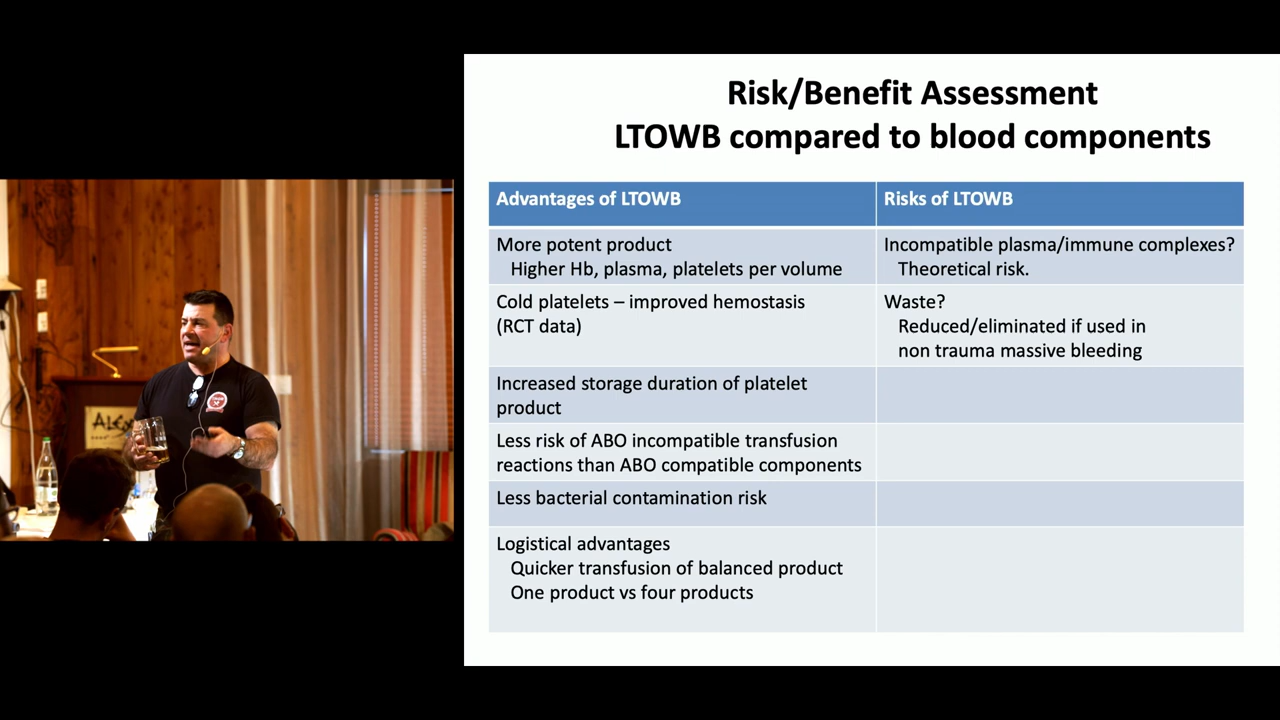 Risk/Benefit Assessment
LTOWB compared to blood components
Advantages of LTOWB
Risks of LTOWB
More potent product
Higher Hb, plasma, platelets per volume
Incompatible plasma/immune complexes?
Theoretical risk.
Cold platelets – improved hemostasis
(RCT data)
Waste?
Reduced/eliminated if used in
non trauma massive bleeding
Increased storage duration of platelet
product
Less risk of ABO incompatible transfusion
reactions than ABO compatible components
Less bacterial contamination risk
Logistical advantages
Quicker transfusion of balanced product
One product vs four products